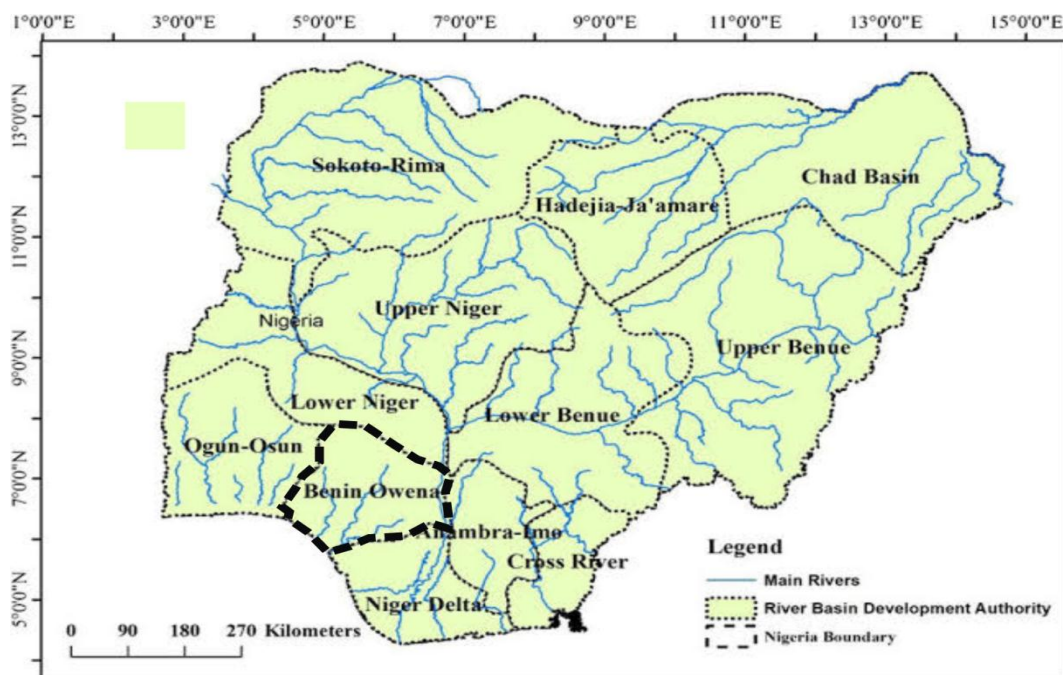 1°0'0"E 3°0'0"E 5°0'0"E 7°0'0"E 9°0'0"E 11°0'0"E 13°0'0"E 15°0'0"E
13°0'0"N
11°0'0"N
9°0'0"N
7°0'0"N
5°0'0"N
Sokoto-Rima
Chad Basin
Hadejia-Ja'amare
Upper Niger
Nigeria
Upper Benue
Lower Niger
Lower Benue
Ogun-Osun
Benin Owena
Anambra-Imo
Cross River
Niger Delta
0 90 180 270 Kilometers
Legend
Main Rivers
River Basin Development Authority
Nigeria Boundary